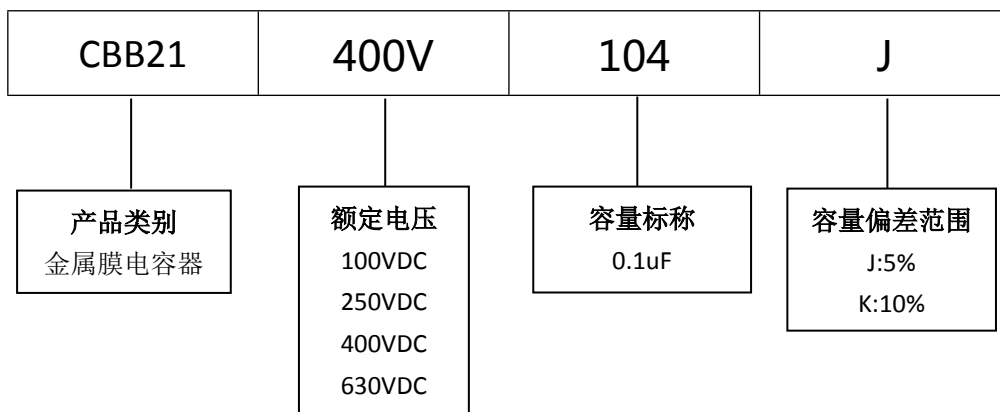 CBB21 400V 104 J
产品类别
金属膜电容器
额定电压
100VDC
250VDC
400VDC
630VDC
容量标称
0.1uF
容量偏差范围
J:5%
K:10%